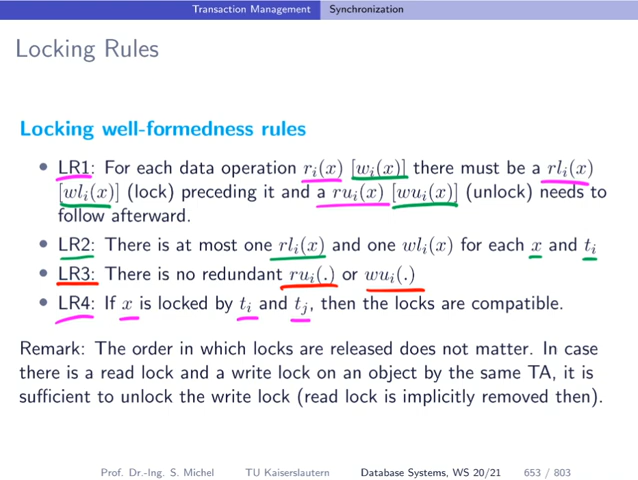 Transaction Management Synchronization
Locking Rules
Locking well-formedness rules
• LR1: For each data operation rᵢ(x) [wᵢ(x)] there must be a rlᵢ(x)
[wlᵢ(x)] (lock) preceding it and a ruᵢ(x) [wuᵢ(x)] (unlock) needs to
follow afterward.
• LR2: There is at most one rlᵢ(x) and one wlᵢ(x) for each x and tᵢ
• LR3: There is no redundant ruᵢ(.) or wuᵢ(.)
• LR4: If x is locked by tᵢ and tⱼ, then the locks are compatible.
Remark: The order in which locks are released does not matter. In case
there is a read lock and a write lock on an object by the same TA, it is
sufficient to unlock the write lock (read lock is implicitly removed then).
Prof. Dr.-Ing. S. Michel TU Kaiserslautern Database Systems, WS 20/21 653 / 803